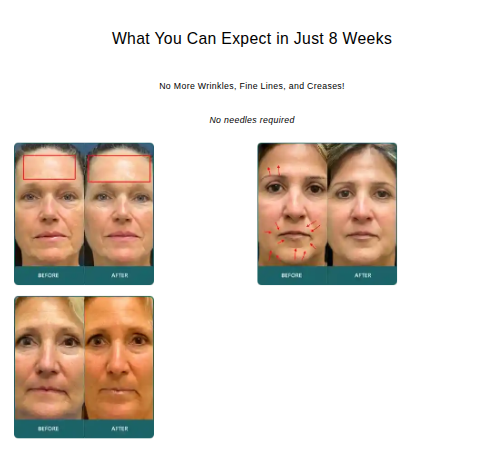 What You Can Expect in Just 8 Weeks
No More Wrinkles, Fine Lines, and Creases!
No needles required
BEFORE AFTER
BEFORE AFTER
BEFORE AFTER